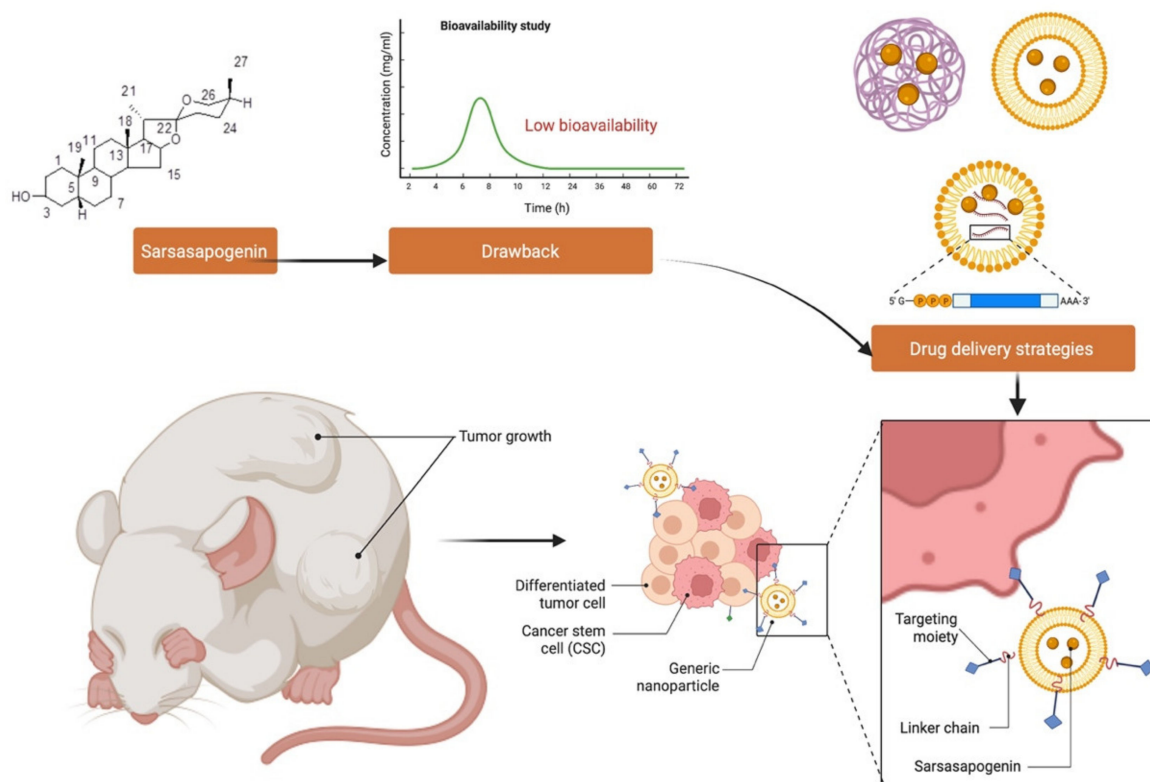 27
21
O
26
H
18
22
24
19
11
O
17
1
13
15
9
5
HO
3
H
7
Bioavailability study
Concentration (mg/ml)
Low bioavailability
2 4 6 8 10 12 24 36 48 60 72
Time (h)
Sarsasapogenin
Drawback
5' G P P P AAA-3'
Drug delivery strategies
Tumor growth
Differentiated
tumor cell
Cancer stem
cell (CSC)
Generic
nanoparticle
Targeting
moiety
Linker chain
Sarsasapogenin